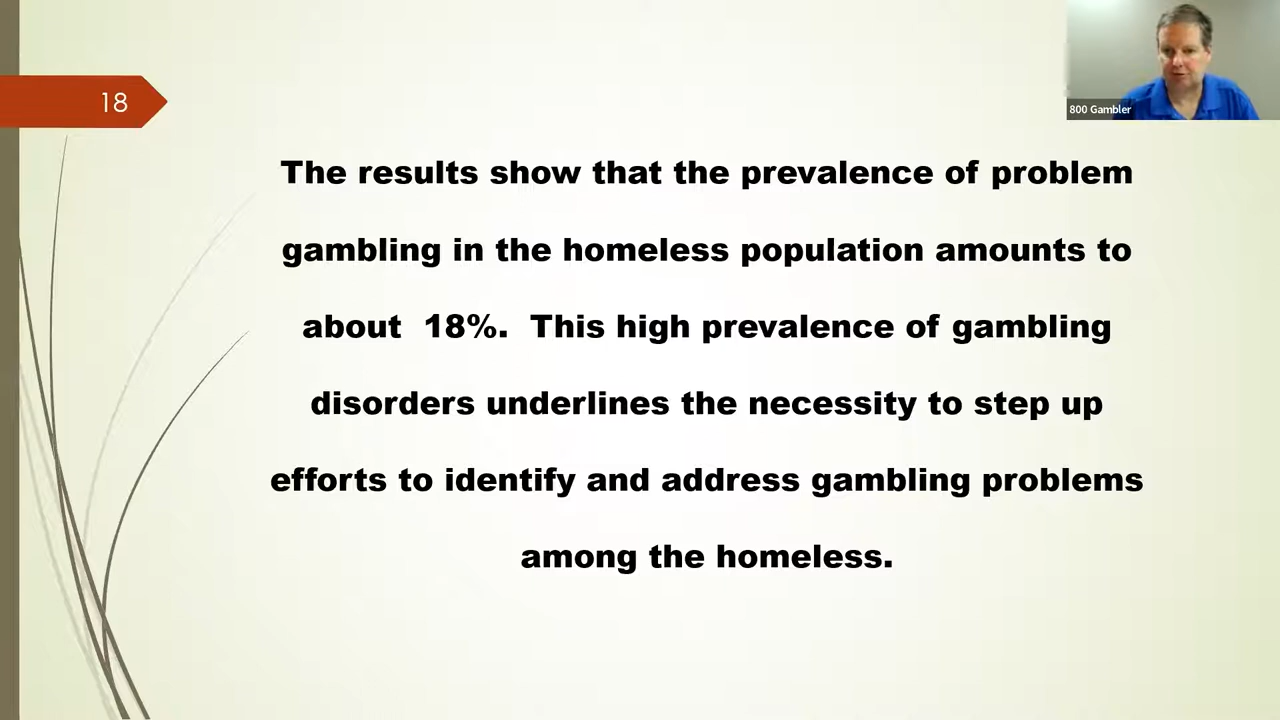 18
800 Gambler
The results show that the prevalence of problem
gambling in the homeless population amounts to
about  18%.  This high prevalence of gambling
disorders underlines the necessity to step up
efforts to identify and address gambling problems
among the homeless.